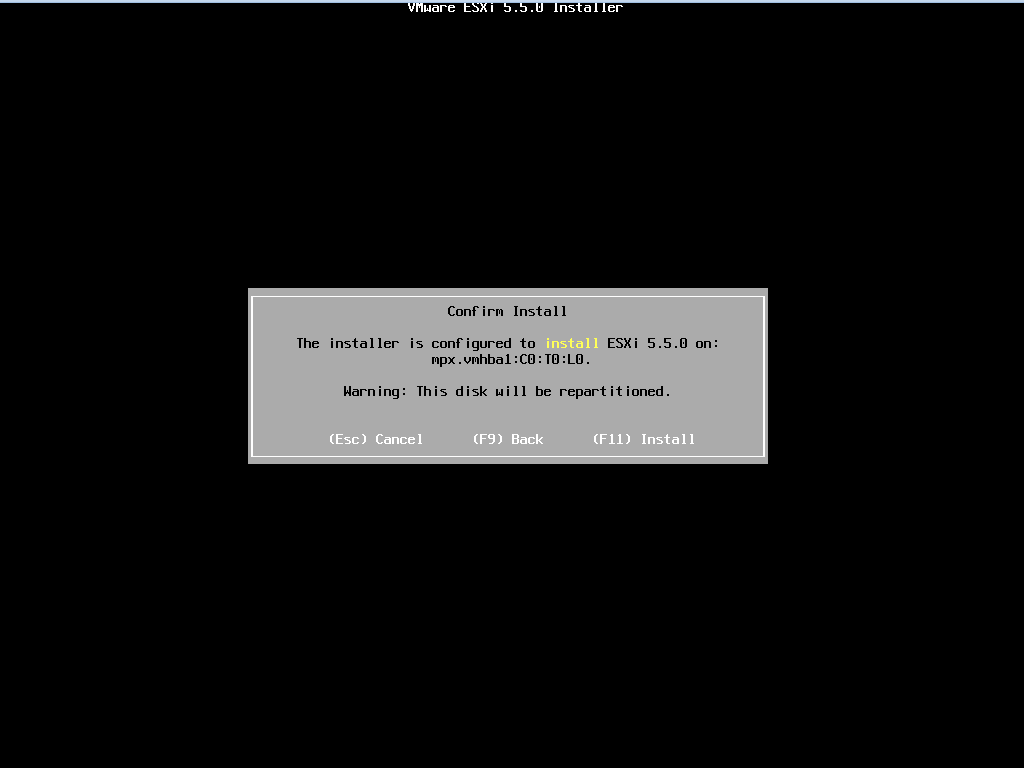 VMware ESXi 5.5.0 Installer
Confirm Install
The installer is configured to install ESXi 5.5.0 on:
mpx.vmhba1:C0:T0:L0.
Warning: This disk will be repartitioned.
(Esc) Cancel (F9) Back (F11) Install